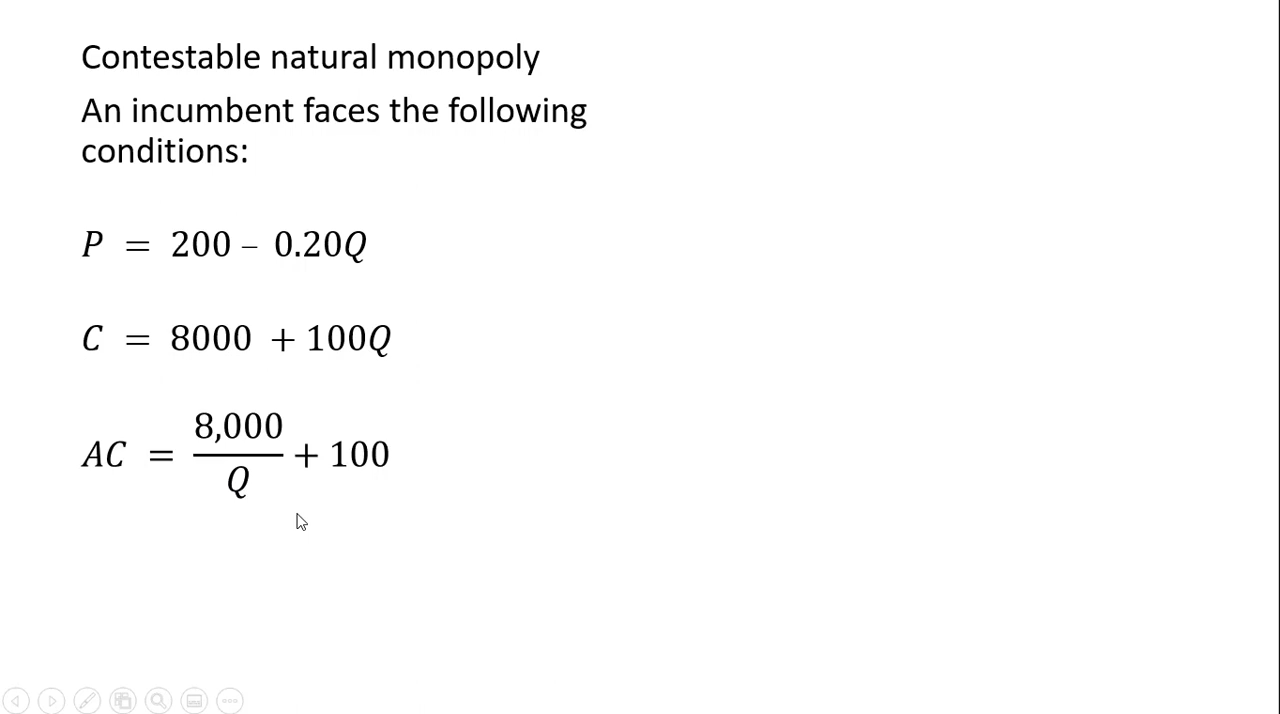 Contestable natural monopoly
An incumbent faces the following
conditions:
P = 200 – 0.20Q
C = 8000 + 100Q
AC = 8,000/Q + 100